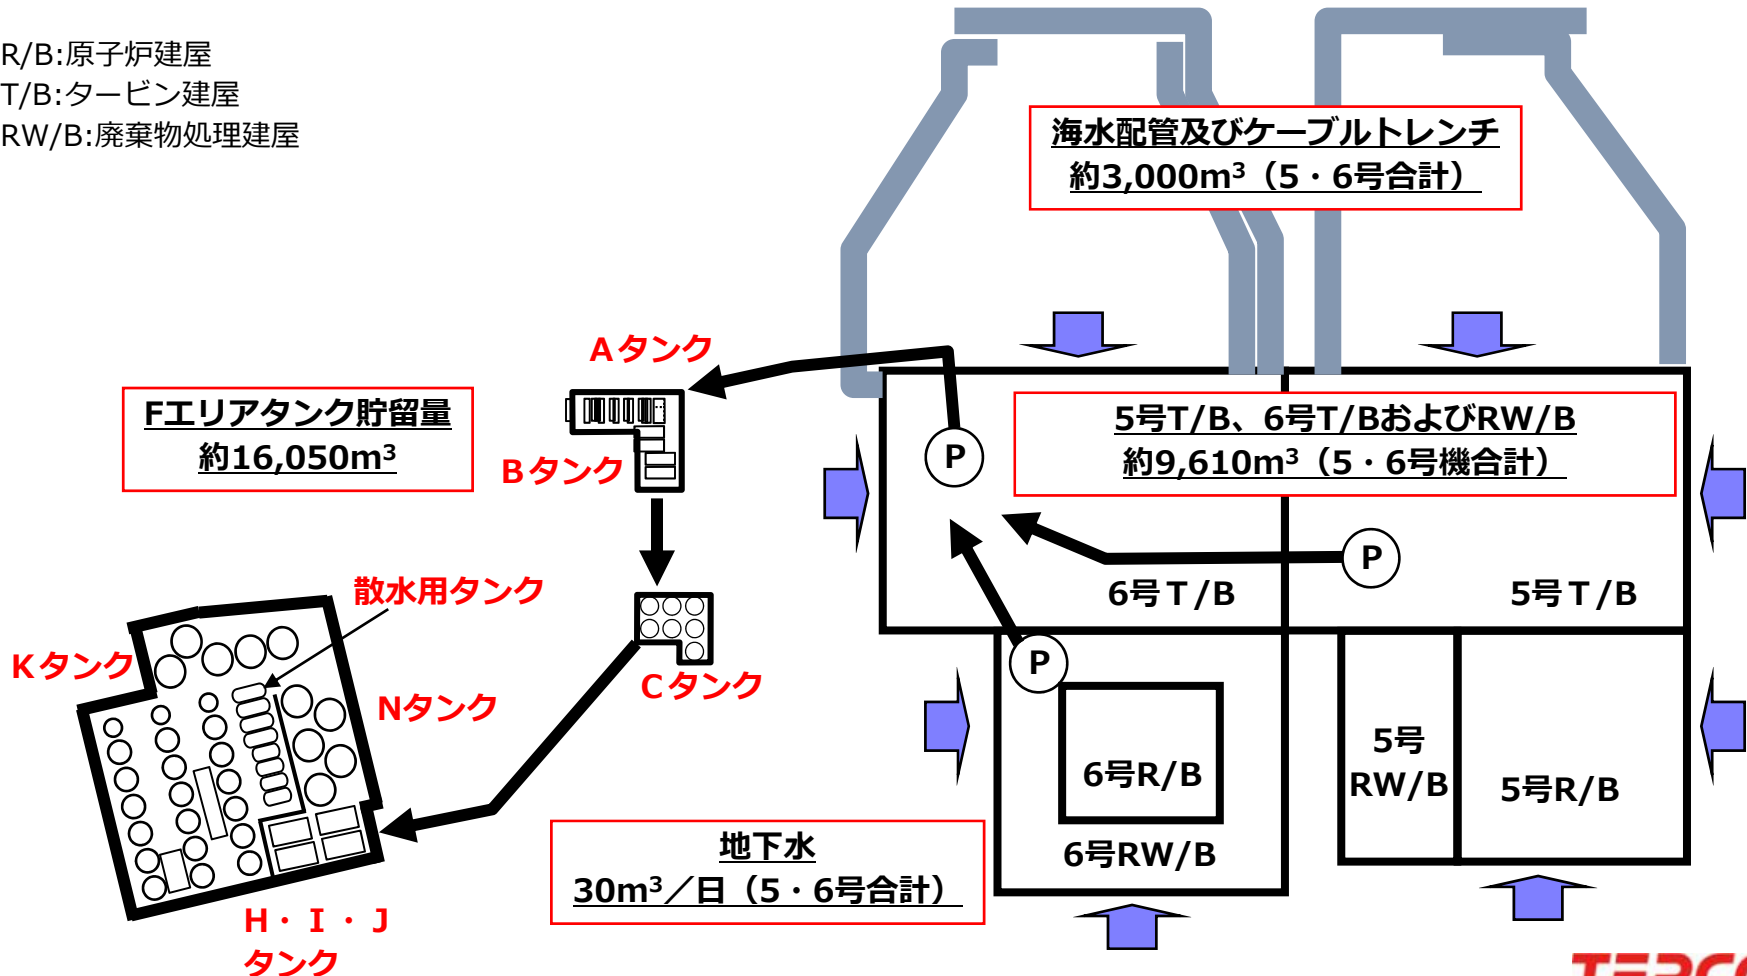 R/B:原子炉建屋
T/B:タービン建屋
RW/B:廃棄物処理建屋
海水配管及びケーブルトレンチ
約3,000m³（5・6号合計）
Aタンク
Fエリアタンク貯留量
約16,050m³
Bタンク
P
5号T/B、6号T/BおよびRW/B
約9,610m³（5・6号機合計）
P
散水用タンク
6号T/B
5号T/B
Kタンク
Nタンク
Cタンク
P
5号
RW/B
6号R/B
5号R/B
地下水
30m³／日（5・6号合計）
6号RW/B
H・I・J
タンク